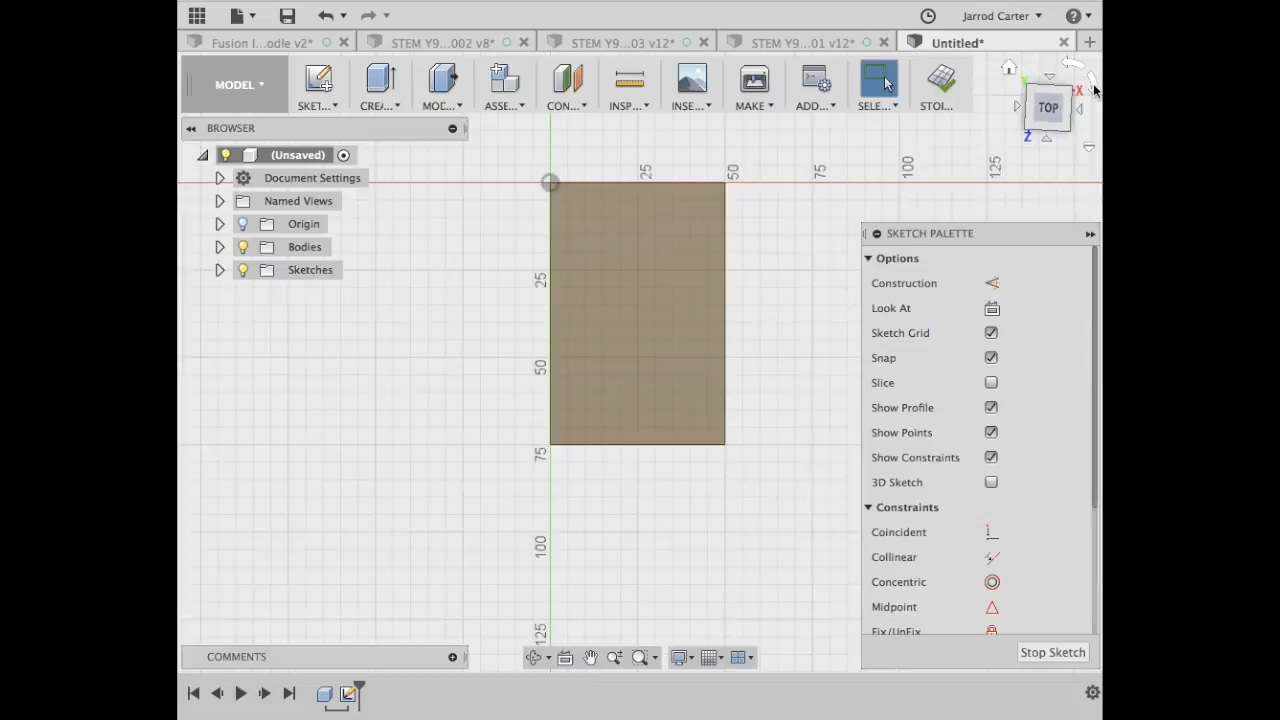 Jarrod Carter
Fusion I...odle v2*
STEM Y9...002 v8*
STEM Y9...03 v12*
STEM Y9...01 v12*
Untitled*
MODEL
SKET...
CREA...
MOD...
ASSE...
CON...
INSP...
INSE...
MAKE
ADD...
SELE...
STOP...
TOP
X
Y
Z
BROWSER
(Unsaved)
Document Settings
Named Views
Origin
Bodies
Sketches
25
50
75
100
125
25
50
75
100
125
SKETCH PALETTE
Options
Construction
Look At
Sketch Grid
Snap
Slice
Show Profile
Show Points
Show Constraints
3D Sketch
Constraints
Coincident
Collinear
Concentric
Midpoint
Fix/UnFix
Stop Sketch
COMMENTS